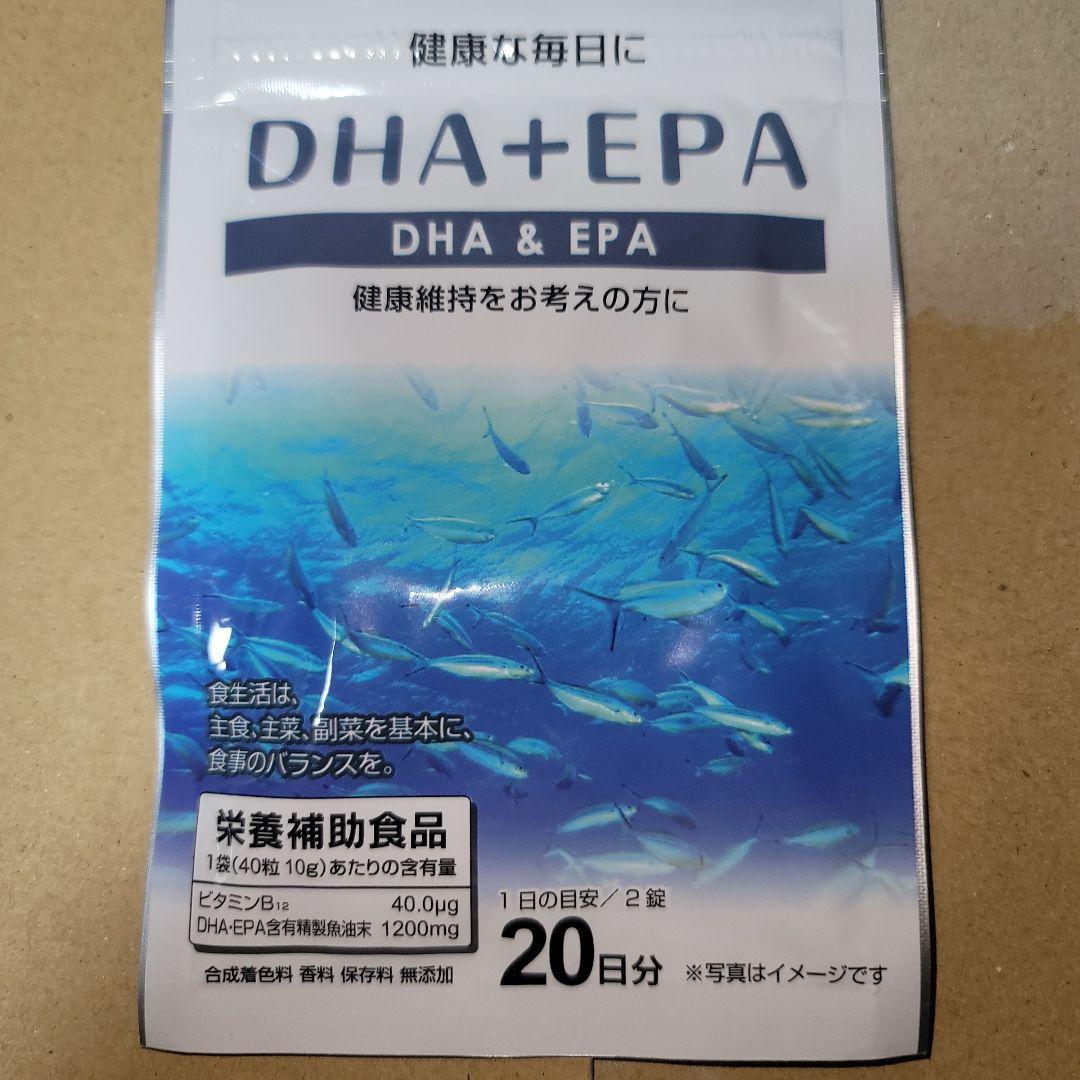 健康な毎日に
DHA+EPA
DHA & EPA
健康維持をお考えの方に
食生活は、
主食、主菜、副菜を基本に、
食事のバランスを。
栄養補助食品
1袋(40粒 10g)あたりの含有量
ビタミンB₁₂ 40.0μg
DHA・EPA含有精製魚油末 1200mg
合成着色料 香料 保存料 無添加
1日の目安/2錠
20日分
※写真はイメージです